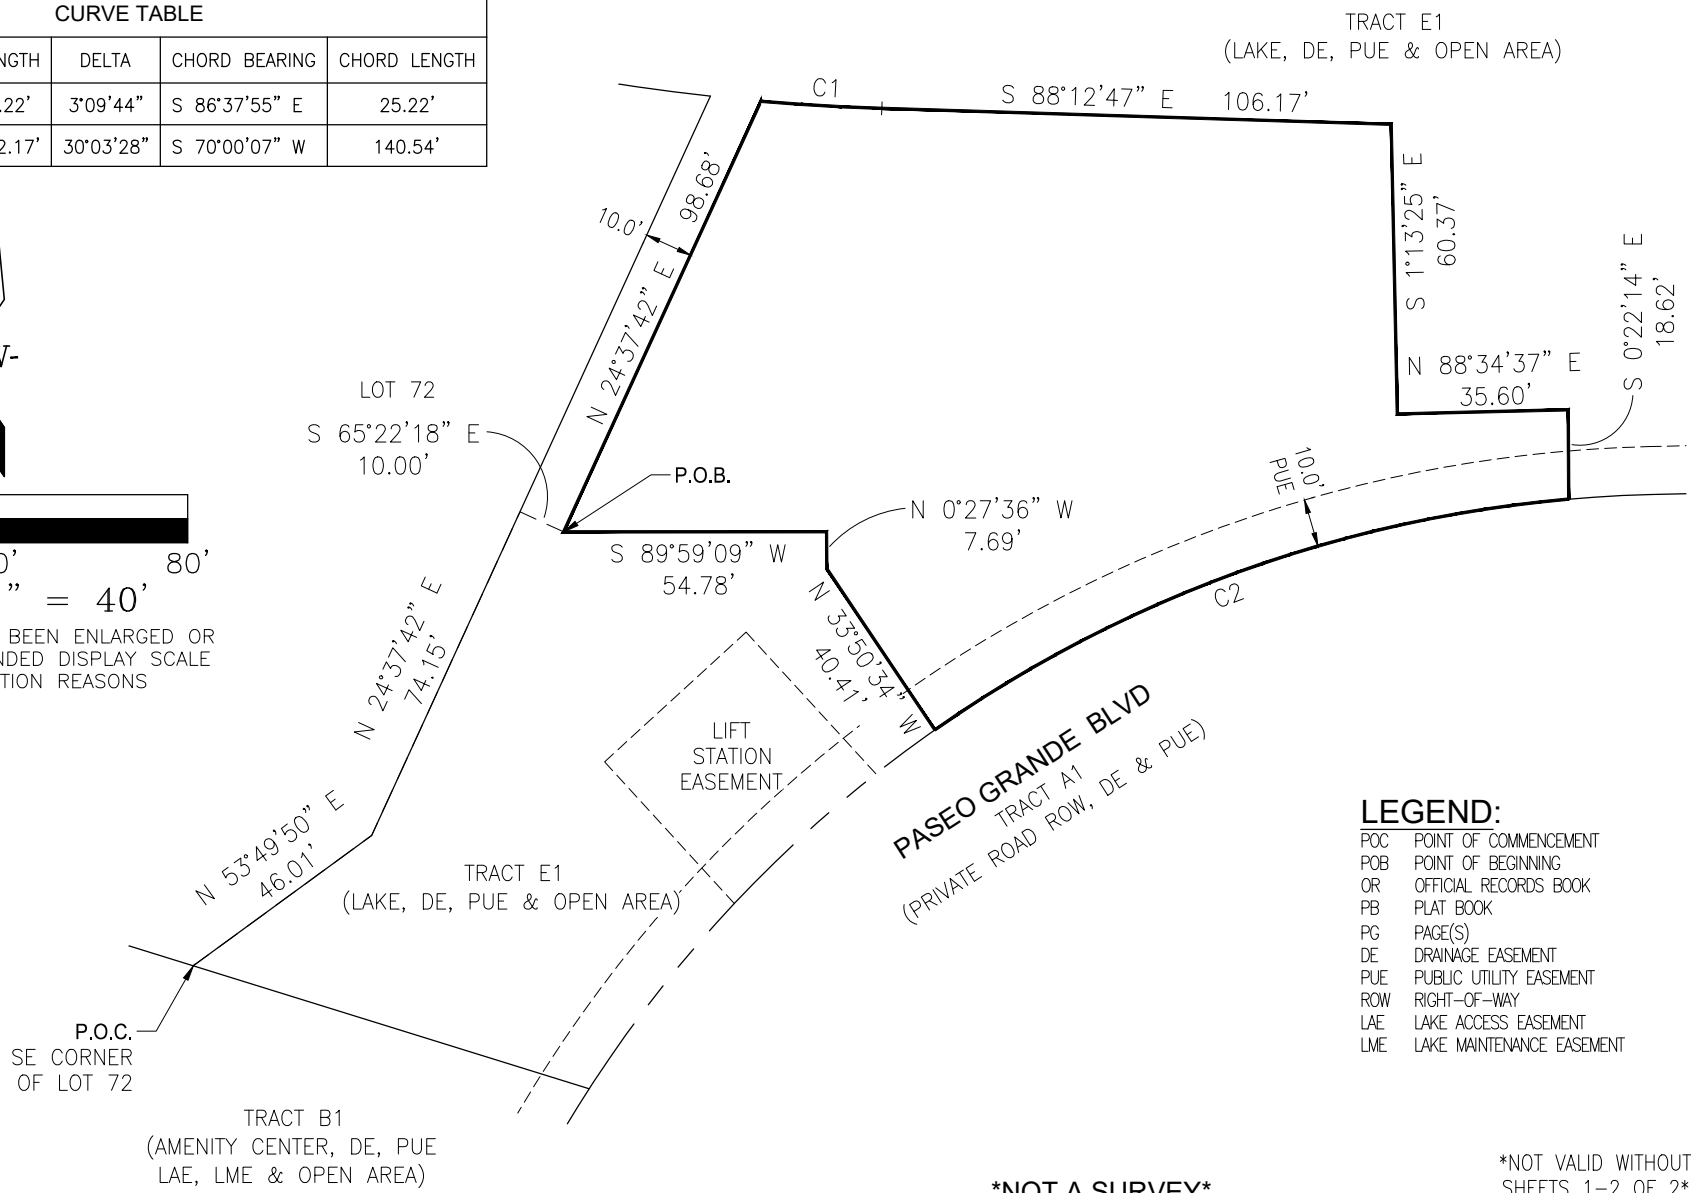 CURVE TABLE
DELTA CHORD BEARING CHORD LENGTH
3°09'44" S 86°37'55" E 25.22'
30°03'28" S 70°00'07" W 140.54'
TRACT E1
(LAKE, DE, PUE & OPEN AREA)
C1
S 88°12'47" E 106.17'
98.68'
10.0'
N 24°37'42" E
S 1°13'25" E
60.37'
S 0°22'14" E
18.62'
N 88°34'37" E
35.60'
LOT 72
S 65°22'18" E
10.00'
P.O.B.
10.0'
PUE
N 0°27'36" W
7.69'
S 89°59'09" W
54.78'
80'
" = 40'
BEEN ENLARGED OR
DISPLAY SCALE
REASONS
N 24°37'42" E
74.15'
N 33°50'34" W
40.41'
C2
LIFT
STATION
EASEMENT
PASEO GRANDE BLVD
TRACT A1
(PRIVATE ROAD ROW, DE & PUE)
N 53°49'50" E
46.01'
TRACT E1
(LAKE, DE, PUE & OPEN AREA)
P.O.C.
SE CORNER
OF LOT 72
TRACT B1
(AMENITY CENTER, DE, PUE
LAE, LME & OPEN AREA)
LEGEND:
POC POINT OF COMMENCEMENT
POB POINT OF BEGINNING
OR OFFICIAL RECORDS BOOK
PB PLAT BOOK
PG PAGE(S)
DE DRAINAGE EASEMENT
PUE PUBLIC UTILITY EASEMENT
ROW RIGHT-OF-WAY
LAE LAKE ACCESS EASEMENT
LME LAKE MAINTENANCE EASEMENT
*NOT A SURVEY*
*NOT VALID WITHOUT
SHEETS 1-2 OF 2*